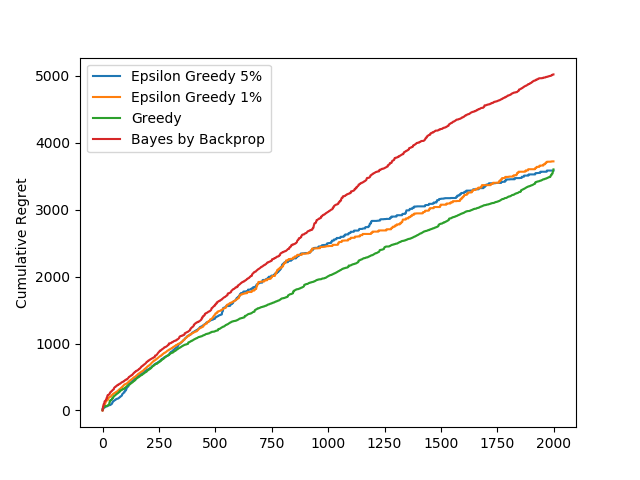 Epsilon Greedy 5%
Epsilon Greedy 1%
Greedy
Bayes by Backprop
5000
4000
3000
2000
1000
0
Cumulative Regret
0 250 500 750 1000 1250 1500 1750 2000